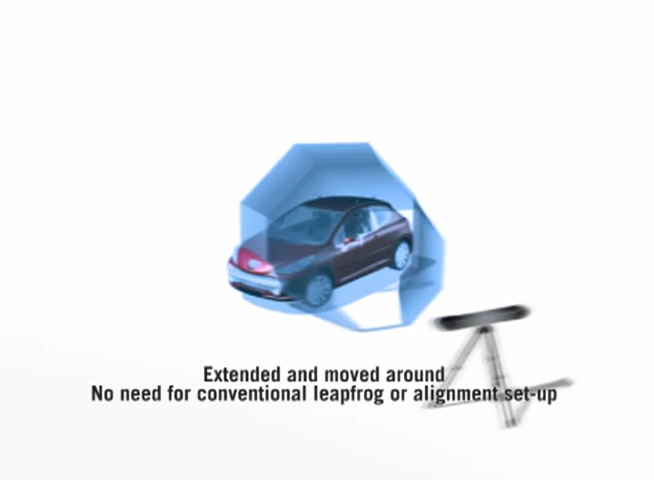 Extended and moved around
No need for conventional leapfrog or alignment set-up